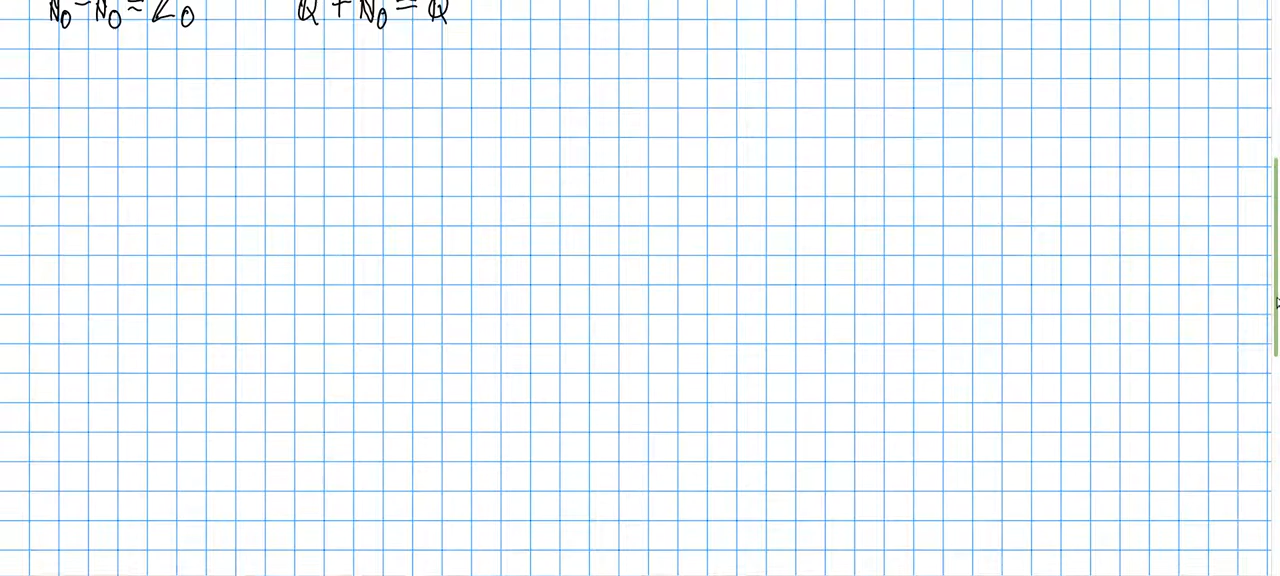 ℕ₀ - ℕ₀ = ℤ₀ ℚ + ℕ₀ = ℚ